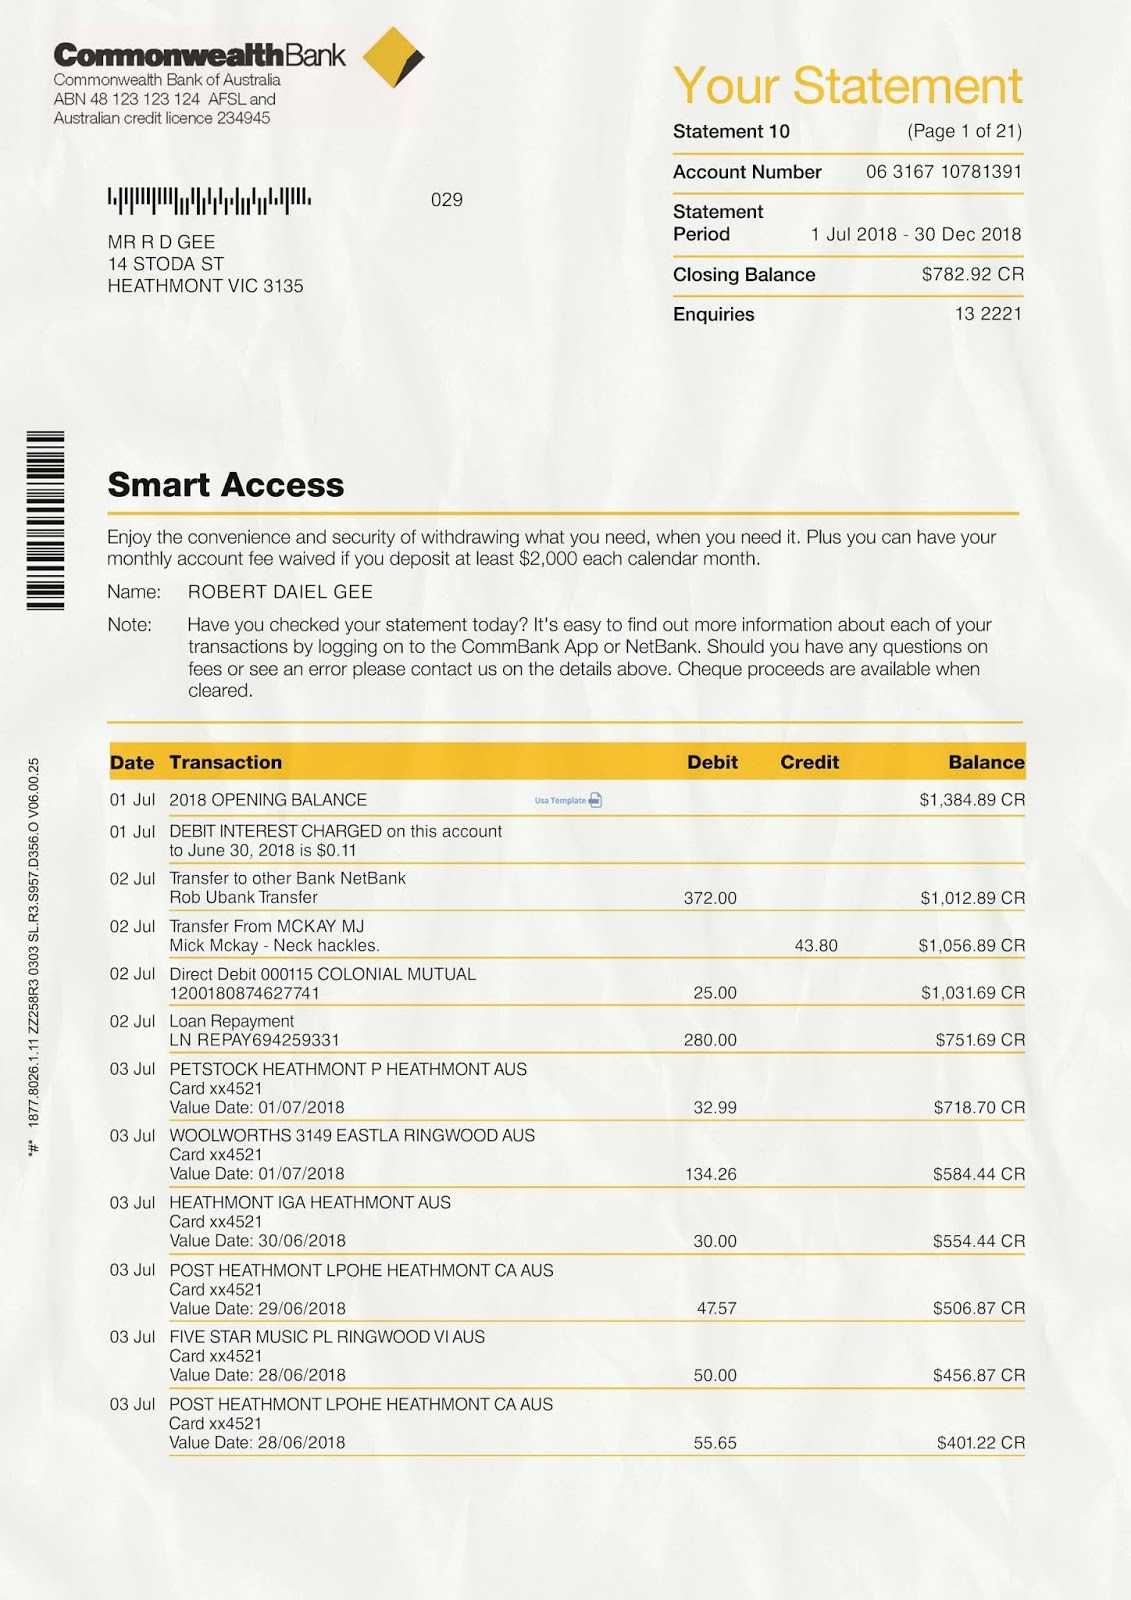 CommonwealthBank
Commonwealth Bank of Australia
ABN 48 123 123 124 AFSL and
Australian credit licence 234945
Your Statement
Statement 10 (Page 1 of 21)
Account Number 06 3167 10781391
Statement
Period 1 Jul 2018 - 30 Dec 2018
Closing Balance $782.92 CR
Enquiries 13 2221
029
MR R D GEE
14 STODA ST
HEATHMONT VIC 3135
Smart Access
Enjoy the convenience and security of withdrawing what you need, when you need it. Plus you can have your
monthly account fee waived if you deposit at least $2,000 each calendar month.
Name: ROBERT DAIEL GEE
Note: Have you checked your statement today? It's easy to find out more information about each of your
transactions by logging on to the CommBank App or NetBank. Should you have any questions on
fees or see an error please contact us on the details above. Cheque proceeds are available when
cleared.
Date Transaction Debit Credit Balance
01 Jul 2018 OPENING BALANCE Usa Template $1,384.89 CR
01 Jul DEBIT INTEREST CHARGED on this account
to June 30, 2018 is $0.11
02 Jul Transfer to other Bank NetBank
Rob Ubank Transfer 372.00 $1,012.89 CR
02 Jul Transfer From MCKAY MJ
Mick Mckay - Neck hackles. 43.80 $1,056.89 CR
02 Jul Direct Debit 000115 COLONIAL MUTUAL
1200180874627741 25.00 $1,031.69 CR
02 Jul Loan Repayment
LN REPAY694259331 280.00 $751.69 CR
03 Jul PETSTOCK HEATHMONT P HEATHMONT AUS
Card xx4521
Value Date: 01/07/2018 32.99 $718.70 CR
03 Jul WOOLWORTHS 3149 EASTLA RINGWOOD AUS
Card xx4521
Value Date: 01/07/2018 134.26 $584.44 CR
03 Jul HEATHMONT IGA HEATHMONT AUS
Card xx4521
Value Date: 30/06/2018 30.00 $554.44 CR
03 Jul POST HEATHMONT LPOHE HEATHMONT CA AUS
Card xx4521
Value Date: 29/06/2018 47.57 $506.87 CR
03 Jul FIVE STAR MUSIC PL RINGWOOD VI AUS
Card xx4521
Value Date: 28/06/2018 50.00 $456.87 CR
03 Jul POST HEATHMONT LPOHE HEATHMONT CA AUS
Card xx4521
Value Date: 28/06/2018 55.65 $401.22 CR
*#* 1877.8026.1.11 ZZ258R3 0303 SL.R3.S957.D356.O V06.00.25